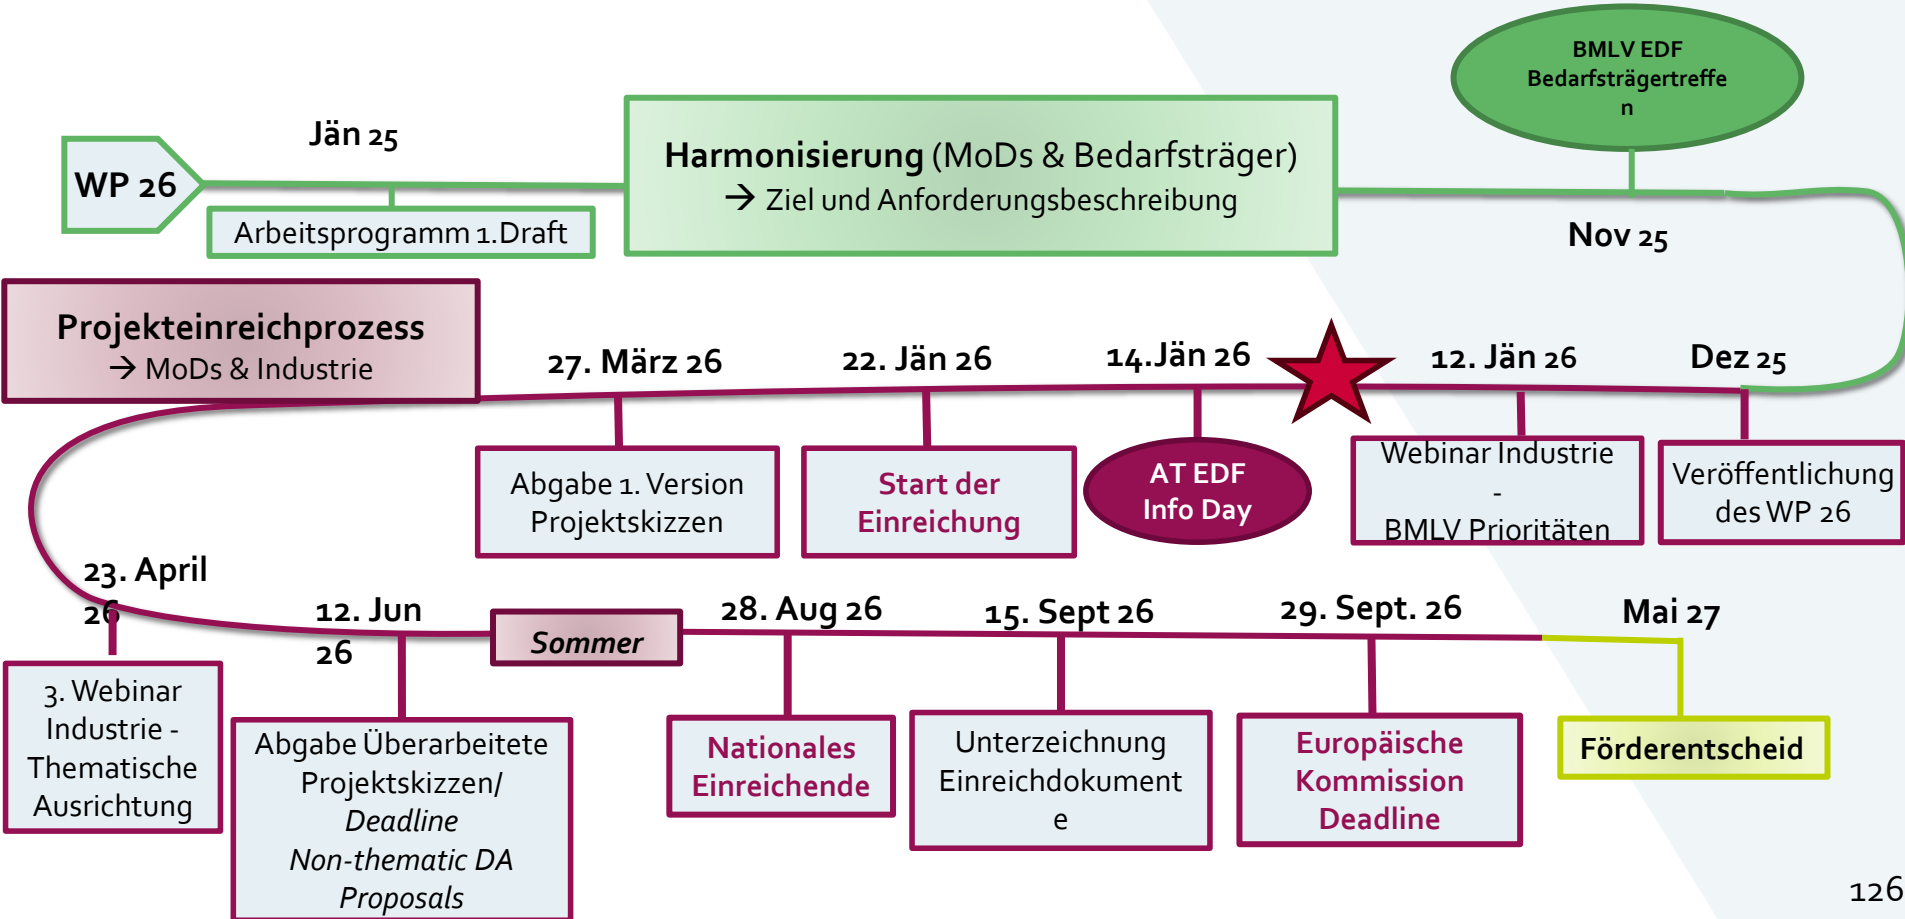 BMLV EDF
Bedarfsträgertreffe
n
Jän 25
WP 26
Harmonisierung (MoDs & Bedarfsträger)
→ Ziel und Anforderungsbeschreibung
Arbeitsprogramm 1.Draft
Nov 25
Projekteinreichprozess
→ MoDs & Industrie
27. März 26
22. Jän 26
14.Jän 26
12. Jän 26
Dez 25
Abgabe 1. Version
Projektskizzen
Start der
Einreichung
AT EDF
Info Day
Webinar Industrie
-
BMLV Prioritäten
Veröffentlichung
des WP 26
23. April
26
12. Jun
26
Sommer
28. Aug 26
15. Sept 26
29. Sept. 26
Mai 27
3. Webinar
Industrie -
Thematische
Ausrichtung
Abgabe Überarbeitete
Projektskizzen/
Deadline
Non-thematic DA
Proposals
Nationales
Einreichende
Unterzeichnung
Einreichdokument
e
Europäische
Kommission
Deadline
Förderentscheid
126